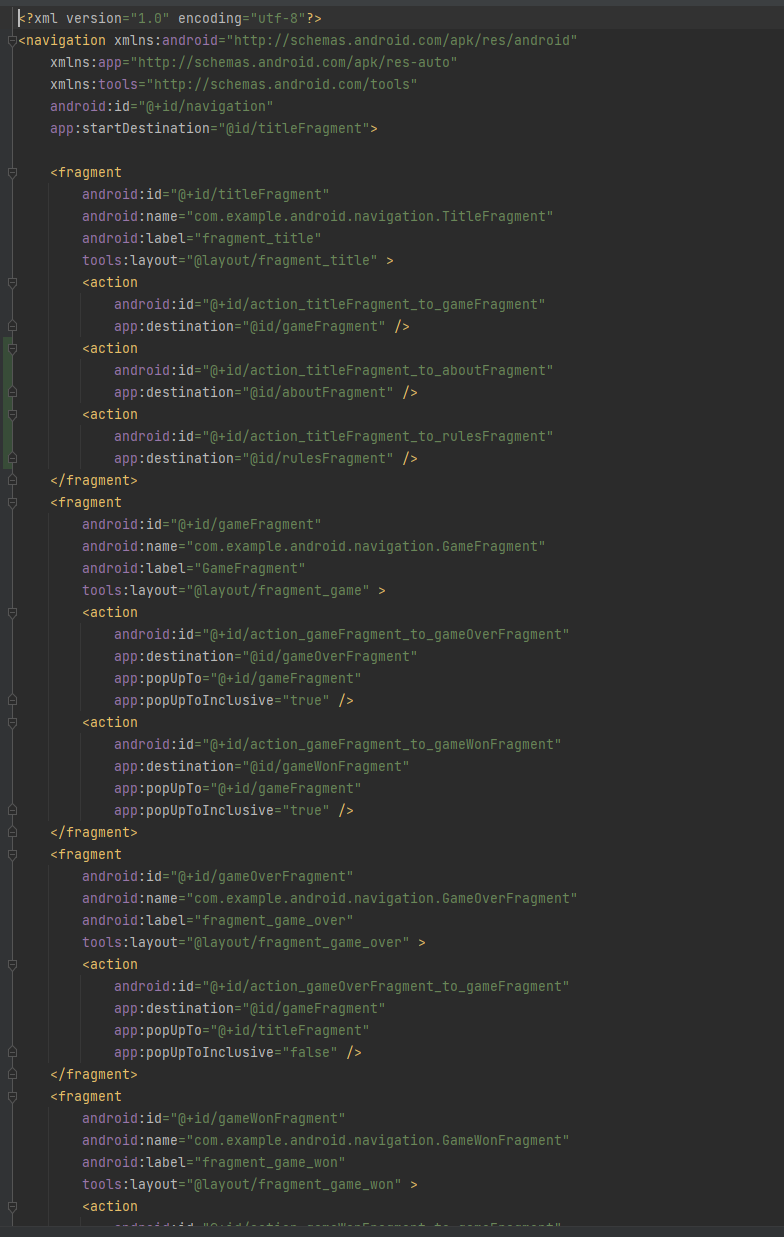 <?xml version="1.0" encoding="utf-8"?>
<navigation xmlns:android="http://schemas.android.com/apk/res/android"
    xmlns:app="http://schemas.android.com/apk/res-auto"
    xmlns:tools="http://schemas.android.com/tools"
    android:id="@+id/navigation"
    app:startDestination="@id/titleFragment">

    <fragment
        android:id="@+id/titleFragment"
        android:name="com.example.android.navigation.TitleFragment"
        android:label="fragment_title"
        tools:layout="@layout/fragment_title" >
        <action
            android:id="@+id/action_titleFragment_to_gameFragment"
            app:destination="@id/gameFragment" />
        <action
            android:id="@+id/action_titleFragment_to_aboutFragment"
            app:destination="@id/aboutFragment" />
        <action
            android:id="@+id/action_titleFragment_to_rulesFragment"
            app:destination="@id/rulesFragment" />
    </fragment>
    <fragment
        android:id="@+id/gameFragment"
        android:name="com.example.android.navigation.GameFragment"
        android:label="GameFragment"
        tools:layout="@layout/fragment_game" >
        <action
            android:id="@+id/action_gameFragment_to_gameOverFragment"
            app:destination="@id/gameOverFragment"
            app:popUpTo="@+id/gameFragment"
            app:popUpToInclusive="true" />
        <action
            android:id="@+id/action_gameFragment_to_gameWonFragment"
            app:destination="@id/gameWonFragment"
            app:popUpTo="@+id/gameFragment"
            app:popUpToInclusive="true" />
    </fragment>
    <fragment
        android:id="@+id/gameOverFragment"
        android:name="com.example.android.navigation.GameOverFragment"
        android:label="fragment_game_over"
        tools:layout="@layout/fragment_game_over" >
        <action
            android:id="@+id/action_gameOverFragment_to_gameFragment"
            app:destination="@id/gameFragment"
            app:popUpTo="@+id/titleFragment"
            app:popUpToInclusive="false" />
    </fragment>
    <fragment
        android:id="@+id/gameWonFragment"
        android:name="com.example.android.navigation.GameWonFragment"
        android:label="fragment_game_won"
        tools:layout="@layout/fragment_game_won" >
        <action